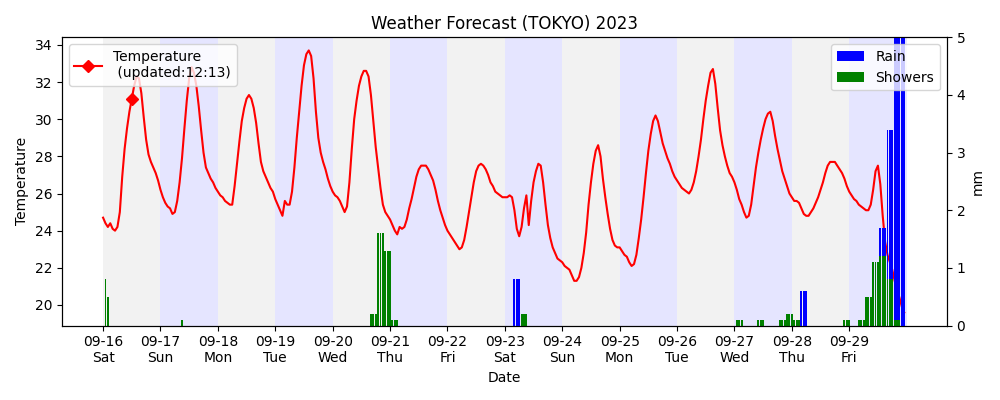 Weather Forecast (TOKYO) 2023
Temperature
(updated:12:13)
Rain
Showers
Temperature
34
32
30
28
26
24
22
20
5
4
3
2
1
0
mm
09-16 09-17 09-18 09-19 09-20 09-21 09-22 09-23 09-24 09-25 09-26 09-27 09-28 09-29
Sat Sun Mon Tue Wed Thu Fri Sat Sun Mon Tue Wed Thu Fri
Date